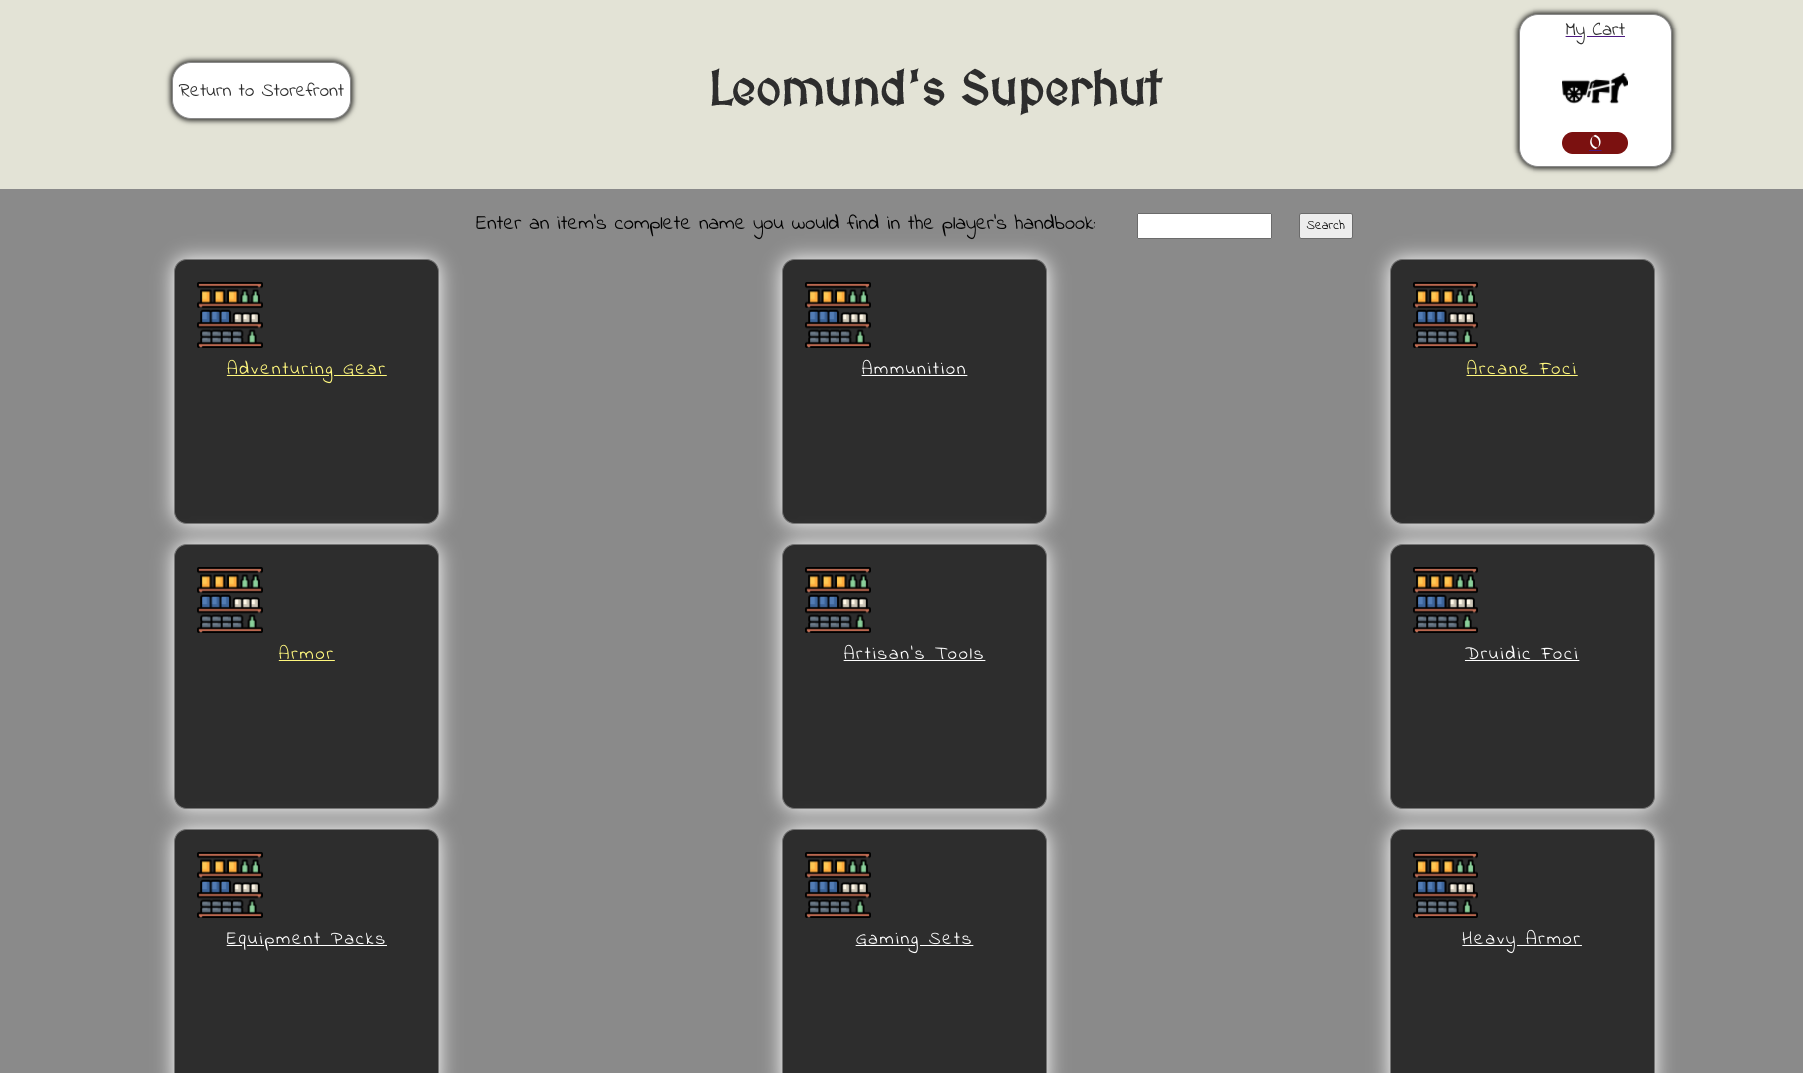 Return to Storefront
Leomund's Superhut
My Cart
0
Enter an item's complete name you would find in the player's handbook:
Search
Adventuring Gear
Ammunition
Arcane Foci
Armor
Artisan's Tools
Druidic Foci
Equipment Packs
Gaming Sets
Heavy Armor